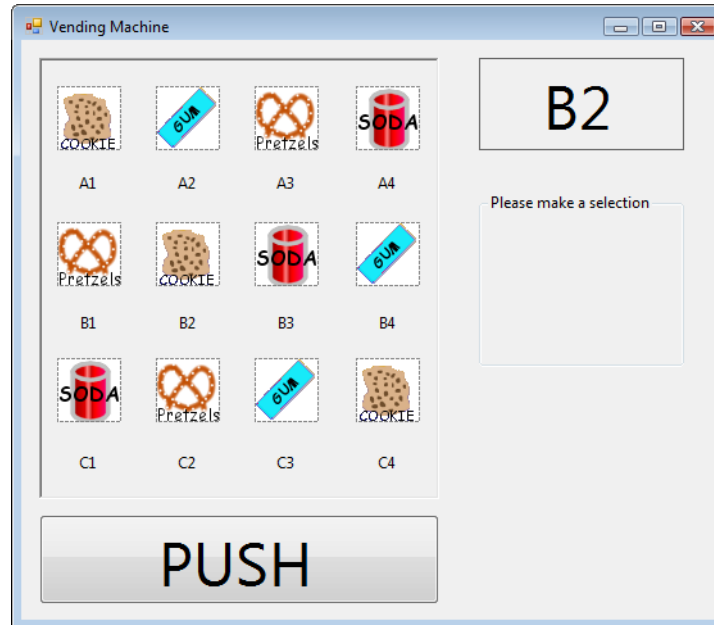 Vending Machine
COOKIE GUM Pretzels SODA
A1 A2 A3 A4
Pretzels COOKIE SODA GUM
B1 B2 B3 B4
SODA Pretzels GUM COOKIE
C1 C2 C3 C4
PUSH
B2
Please make a selection